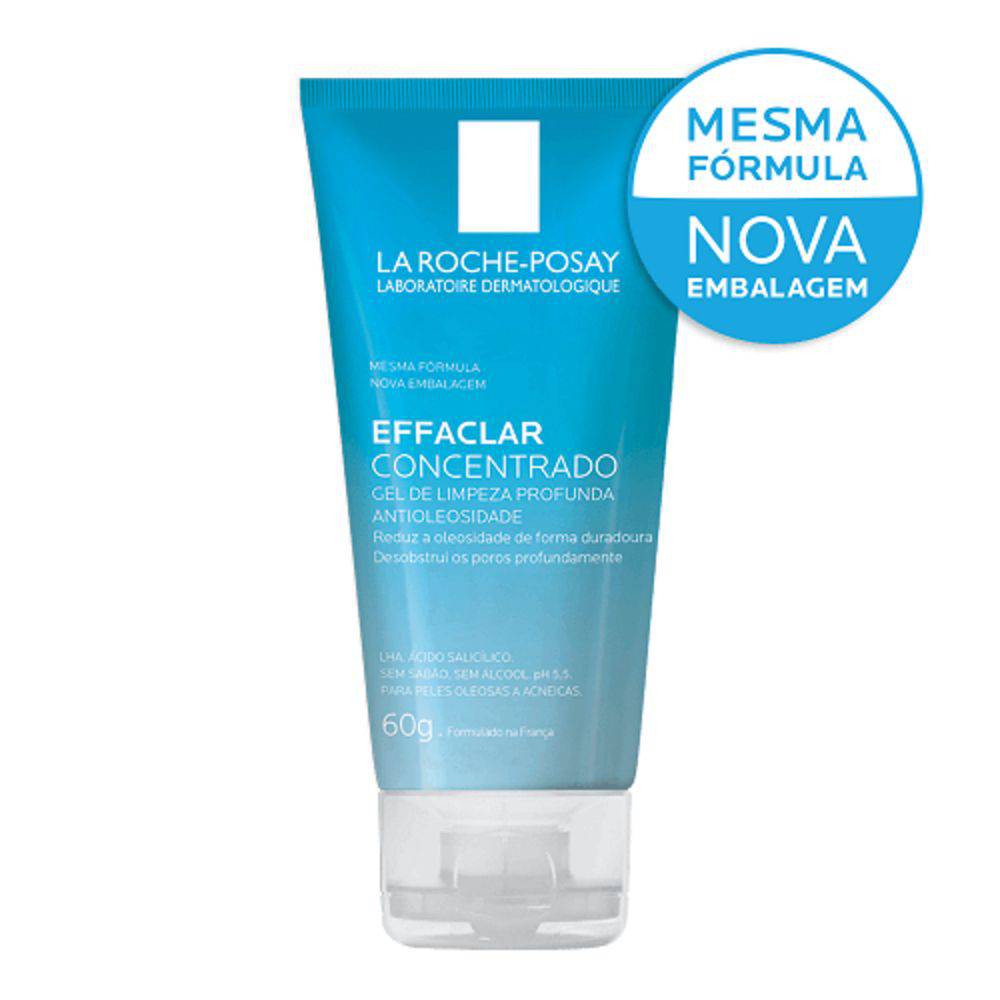 MESMA
FÓRMULA
NOVA
EMBALAGEM
LA ROCHE-POSAY
LABORATOIRE DERMATOLOGIQUE
MESMA FÓRMULA
NOVA EMBALAGEM
EFFACLAR
CONCENTRADO
GEL DE LIMPEZA PROFUNDA
ANTIOLEOSIDADE
Reduz a oleosidade de forma duradoura
Desobstrui os poros profundamente
LHA. ÁCIDO SALICÍLICO.
SEM SABÃO. SEM ÁLCOOL. pH 5,5.
PARA PELES OLEOSAS A ACNEICAS.
60g. Formulado na França